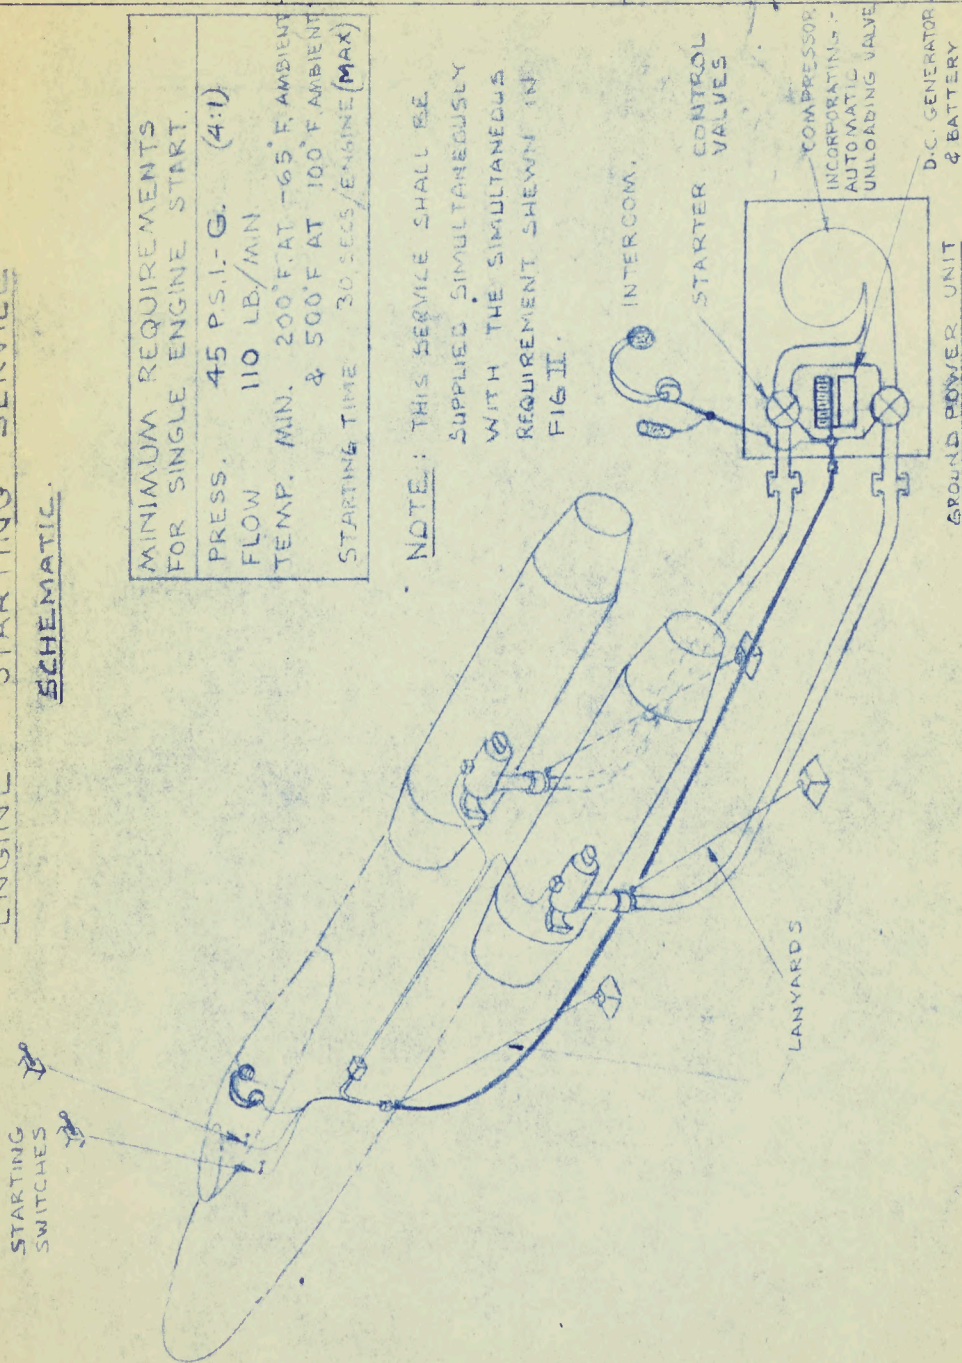 ENGINE STARTING SERVICE
SCHEMATIC.
STARTING
SWITCHES
MINIMUM REQUIREMENTS
FOR SINGLE ENGINE START.
PRESS. 45 P.S.I.-G. (4:1)
FLOW 110 LB/MIN
TEMP. MIN. 200°F. AT -65°F. AMBIENT
& 500°F AT 100°F. AMBIENT
STARTING TIME 30 SECS/ENGINE (MAX)
NOTE: THIS SERVICE SHALL BE
SUPPLIED SIMULTANEOUSLY
WITH THE SIMULTANEOUS
REQUIREMENT SHEWN IN
FIG II.
INTERCOM.
STARTER CONTROL
VALVES
COMPRESSOR
INCORPORATING:-
AUTOMATIC
UNLOADING VALVE
D.C. GENERATOR
& BATTERY
GROUND POWER UNIT
LANYARDS